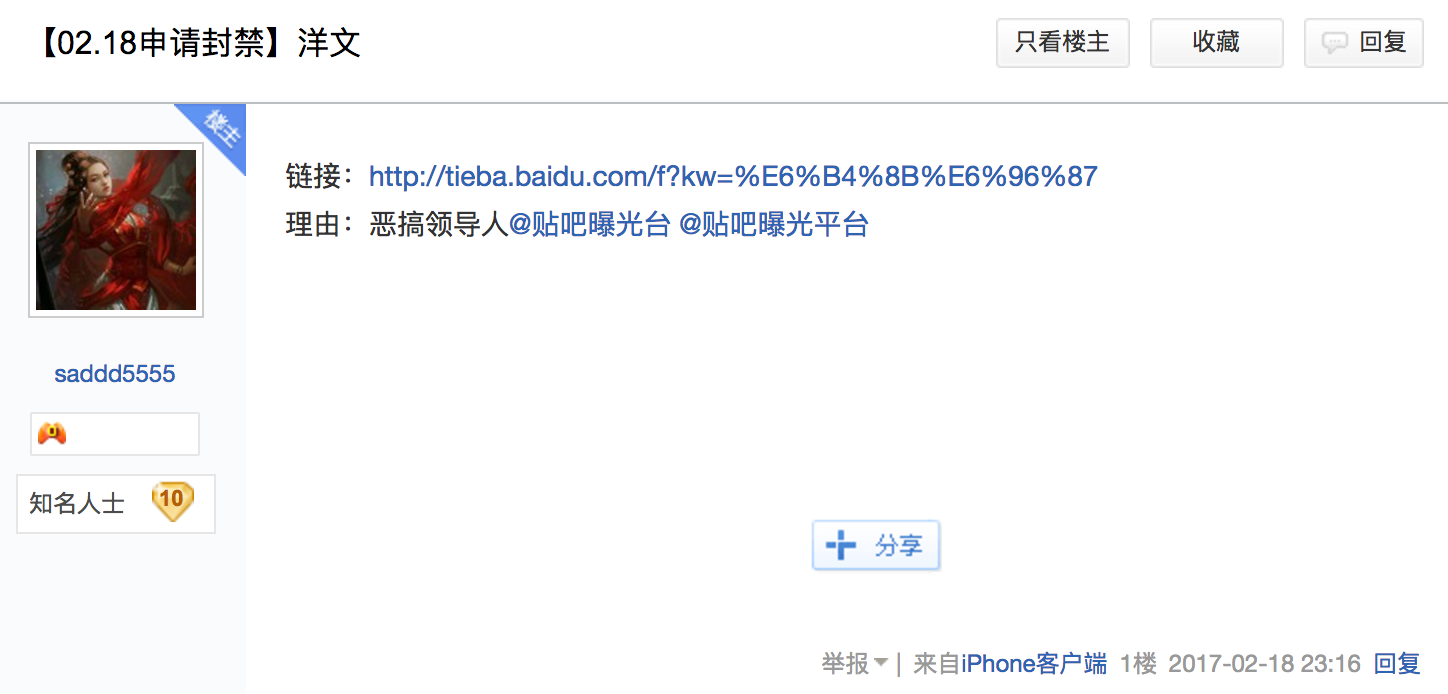 【02.18申请封禁】洋文
只看楼主
收藏
回复
楼主
链接：http://tieba.baidu.com/f?kw=%E6%B4%8B%E6%96%87
理由：恶搞领导人@贴吧曝光台 @贴吧曝光平台
saddd5555
知名人士 10
分享
举报 | 来自iPhone客户端 1楼 2017-02-18 23:16 回复